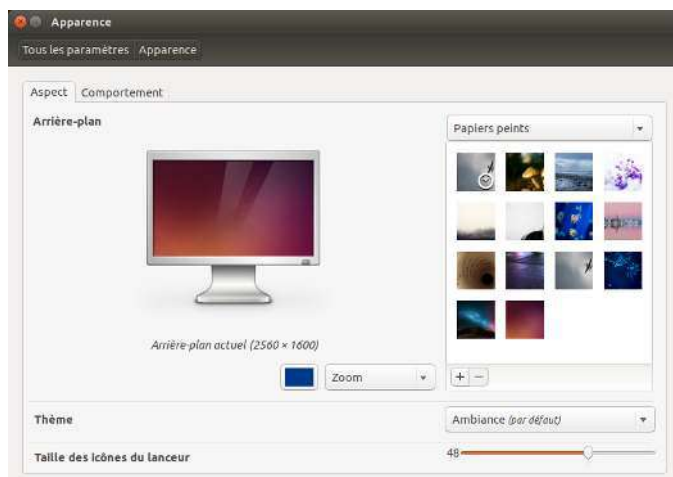 Apparence
Tous les paramètres Apparence
Aspect Comportement
Arrière-plan
Papiers peints
Arrière-plan actuel (2560 × 1600)
Zoom
+ −
Thème
Ambiance (par défaut)
Taille des icônes du lanceur
48